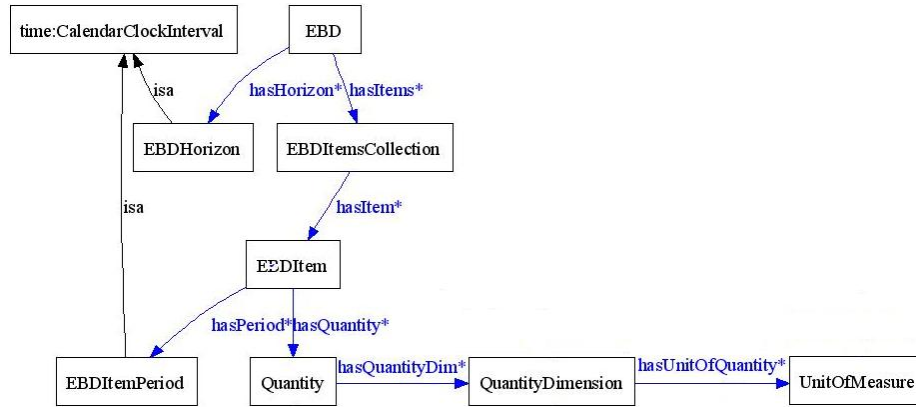 time:CalendarClockInterval
EBD
isa
hasHorizon*
hasItems*
EBDHorizon
EBDItemsCollection
isa
hasItem*
EBDItem
hasPeriod*
hasQuantity*
EBDItemPeriod
Quantity
hasQuantityDim*
QuantityDimension
hasUnitOfQuantity*
UnitOfMeasure